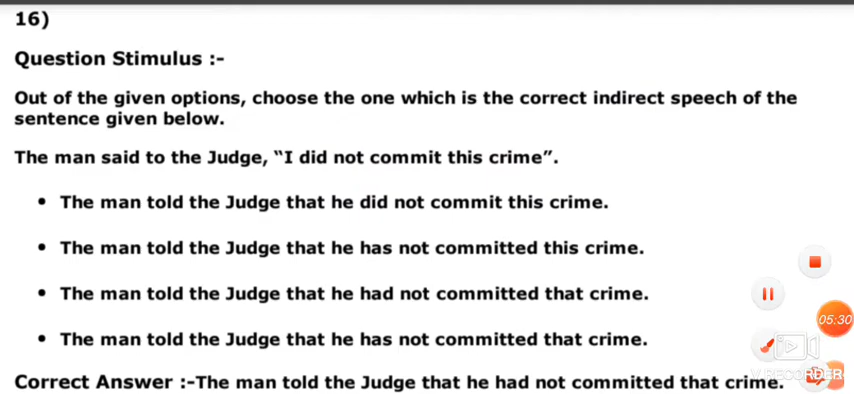 16)
Question Stimulus :-
Out of the given options, choose the one which is the correct indirect speech of the
sentence given below.
The man said to the Judge, “I did not commit this crime”.
• The man told the Judge that he did not commit this crime.
• The man told the Judge that he has not committed this crime.
• The man told the Judge that he had not committed that crime.
• The man told the Judge that he has not committed that crime.
05:30
Correct Answer :-The man told the Judge that he had not committed that crime.
V RECORDER